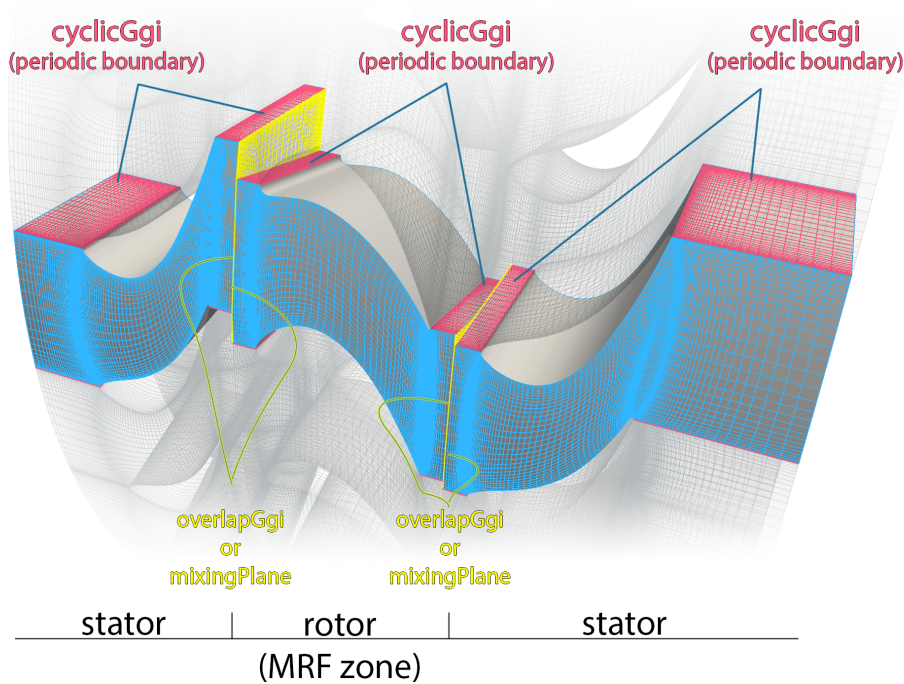 cyclicGgi
(periodic boundary)
cyclicGgi
(periodic boundary)
cyclicGgi
(periodic boundary)
overlapGgi
or
mixingPlane
overlapGgi
or
mixingPlane
stator
rotor
stator
(MRF zone)